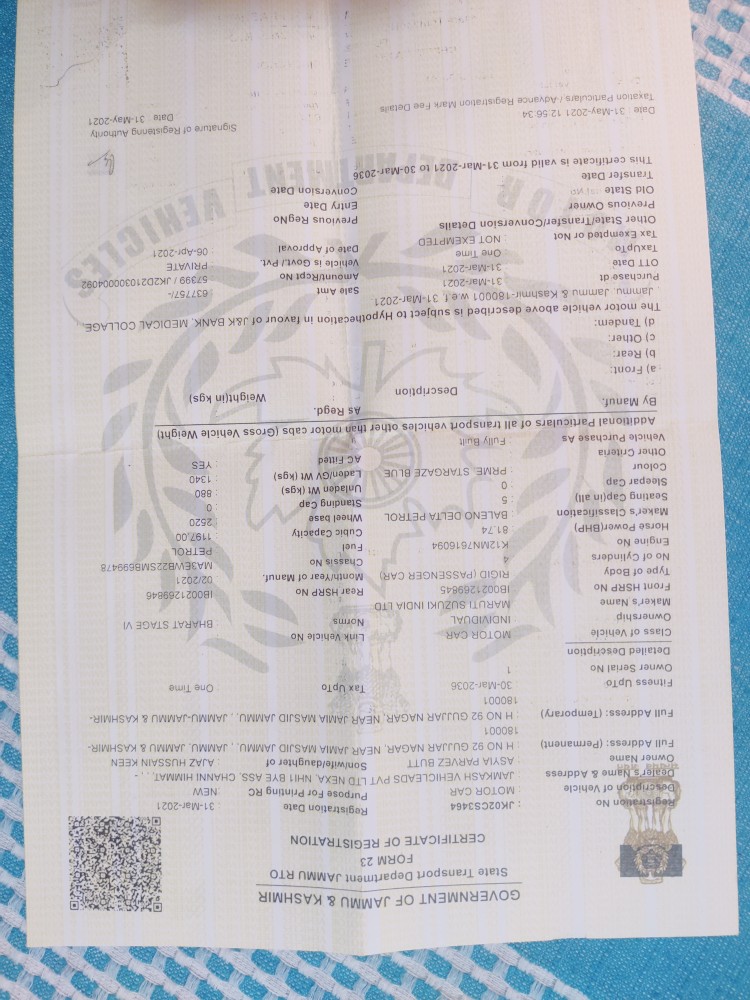 GOVERNMENT OF JAMMU & KASHMIR
State Transport Department JAMMU RTO
FORM 23
CERTIFICATE OF REGISTRATION
Registration No : JK02CS3464 Registration Date : 31-Mar-2021
Description of Vehicle : MOTOR CAR Purpose For Printing RC : NEW
Dealer's Name & Address : JAMKASH VEHICLEADS PVT LTD NEXA, NH1 BYE ASS, CHANNI HIMMAT, , , -
Owner Name : ASYIA PARVEZ BUTT Son/wife/daughter of : AJAZ HUSSAIN KEEN
Full Address: (Permanent) : H NO 92 GUJJAR NAGAR, NEAR JAMIA MASJID JAMMU, , JAMMU, JAMMU & KASHMIR-
180001
Full Address: (Temporary) : H NO 92 GUJJAR NAGAR, NEAR JAMIA MASJID JAMMU, , JAMMU-JAMMU & KASHMIR-
180001
Fitness UpTo : 30-Mar-2036 Tax UpTo : One Time
Owner Serial No : 1
Detailed Description
Class of Vehicle : MOTOR CAR Link Vehicle No
Ownership : INDIVIDUAL Norms : BHARAT STAGE VI
Maker's Name : MARUTI SUZUKI INDIA LTD
Front HSRP No : IB0021269845 Rear HSRP No : IB0021269846
Type of Body : RIGID (PASSENGER CAR) Month/Year of Manuf. : 02/2021
No of Cylinders : 4 Chassis No : MA3EWB22SMB699478
Engine No : K12MN7616094 Fuel : PETROL
Horse Power(BHP) : 81.74 Cubic Capacity : 1197.00
Maker's Classification : BALENO DELTA PETROL Wheel base : 2520
Seating Cap(in all) : 5 Standing Cap : 0
Sleeper Cap : 0 Unladen Wt (kgs) : 880
Colour : PRIME STARGAZE BLUE Laden/GV Wt (kgs) : 1340
Other Criteria AC Fitted : YES
Vehicle Purchase As : Fully Built
Additional Particulars of all transport vehicles other than motor cabs (Gross Vehicle Weight)
By Manuf. : As Regd.
Description Weight(in kgs)
a) Front:
b) Rear:
c) Other:
d) Tandem:
The motor vehicle above described is subject to Hypothecation in favour of J&K BANK, MEDICAL COLLAGE,
, Jammu, Jammu & Kashmir-180001 w.e.f. 31-Mar-2021.
Purchase dt : 31-Mar-2021 Sale Amt : 637757/-
OTT Date : 31-Mar-2021 Amount/Rcpt No : 57399 / JK2D21030004092
TaxUpTo : One Time Vehicle is Govt./ Pvt. : PRIVATE
Tax Exempted or Not : NOT EXEMPTED Date of Approval : 06-Apr-2021
Other State/Transfer/Conversion Details
Previous Owner Previous RegNo
Old State Entry Date
Transfer Date Conversion Date
This certificate is valid from 31-Mar-2021 to 30-Mar-2036
Signature of Registering Authority
Date : 31-May-2021 12:56:34 Date : 31-May-2021
Taxation Particulars / Advance Registration Mark Fee Details
MOTOR VEHICLES DEPARTMENT